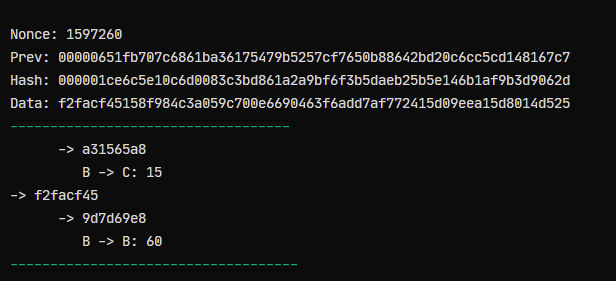 Nonce: 1597260
Prev: 00000651fb707c6861ba36175479b5257cf7650b88642bd20c6cc5cd148167c7
Hash: 000001ce6c5e10c6d0083c3bd861a2a9bf6f3b5daeb25b5e146b1af9b3d9062d
Data: f2facf45158f984c3a059c700e6690463f6add7af772415d09eea15d8014d525
-----------------------------------
-> a31565a8
B -> C: 15
-> f2facf45
-> 9d7d69e8
B -> B: 60
------------------------------------